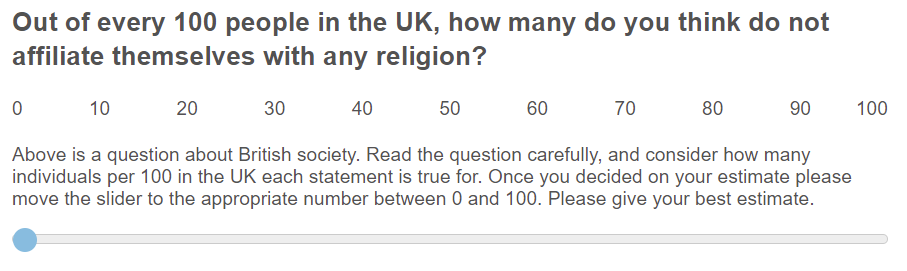 Out of every 100 people in the UK, how many do you think do not
affiliate themselves with any religion?
0 10 20 30 40 50 60 70 80 90 100
Above is a question about British society. Read the question carefully, and consider how many
individuals per 100 in the UK each statement is true for. Once you decided on your estimate please
move the slider to the appropriate number between 0 and 100. Please give your best estimate.